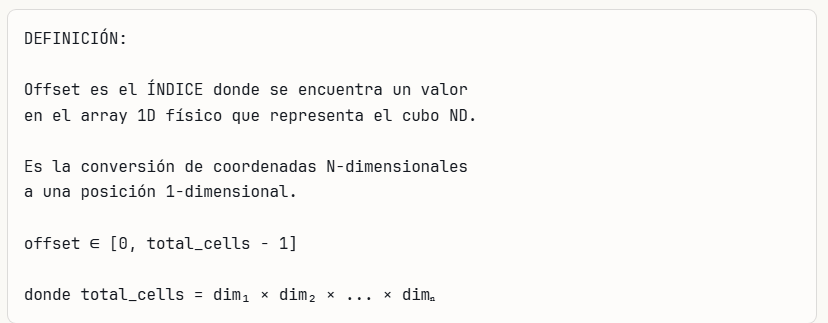 DEFINICIÓN:
Offset es el ÍNDICE donde se encuentra un valor
en el array 1D físico que representa el cubo ND.
Es la conversión de coordenadas N-dimensionales
a una posición 1-dimensional.
offset ∈ [0, total_cells - 1]
donde total_cells = dim₁ × dim₂ × ... × dimₙ